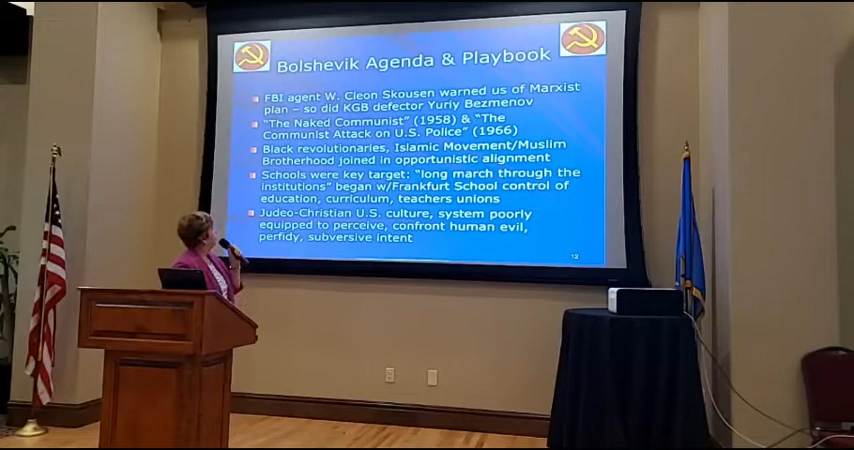 Bolshevik Agenda & Playbook
FBI agent W. Cleon Skousen warned us of Marxist
plan – so did KGB defector Yuriy Bezmenov
"The Naked Communist" (1958) & "The
Communist Attack on U.S. Police" (1966)
Black revolutionaries, Islamic Movement/Muslim
Brotherhood joined in opportunistic alignment
Schools were key target: "long march through the
institutions" began w/Frankfurt School control of
education, curriculum, teachers unions
Judeo-Christian U.S. culture, system poorly
equipped to perceive, confront human evil,
perfidy, subversive intent
12